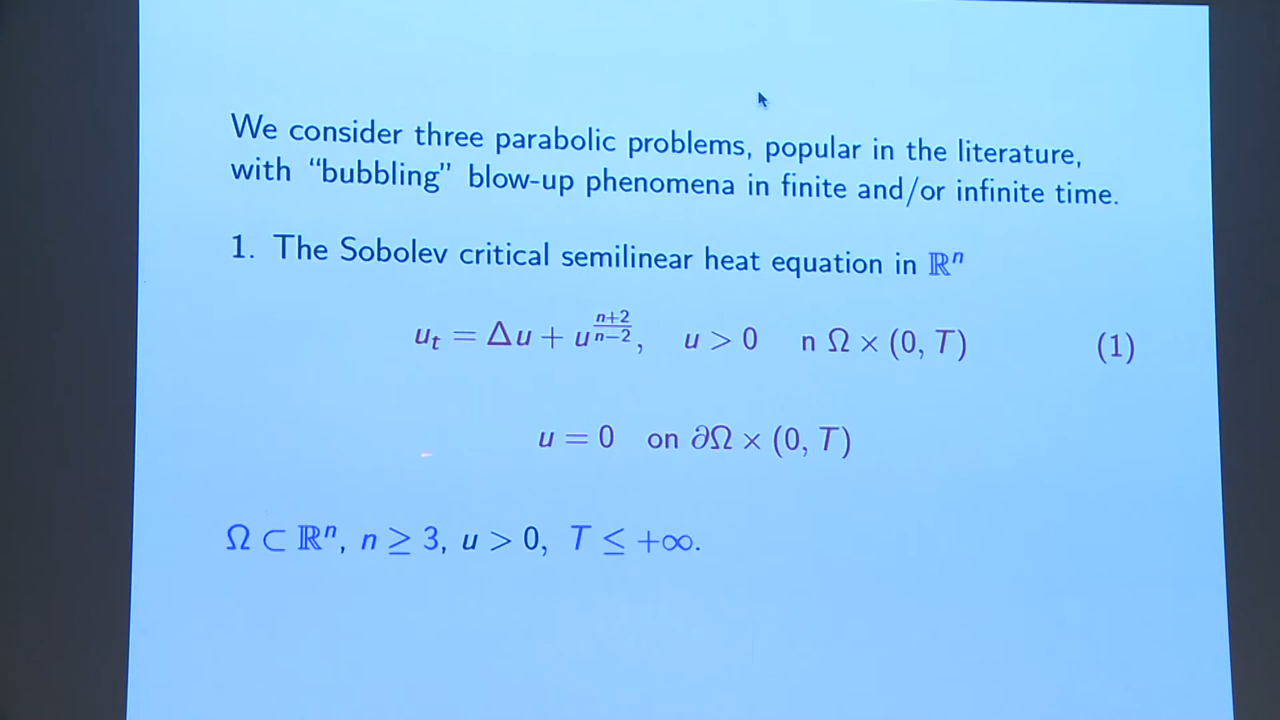 We consider three parabolic problems, popular in the literature,
with “bubbling” blow-up phenomena in finite and/or infinite time.
1. The Sobolev critical semilinear heat equation in ℝⁿ
u_t = Δu + u^{\frac{n+2}{n−2}}, u > 0 n Ω × (0, T) (1)
u = 0 on ∂Ω × (0, T)
Ω ⊂ ℝⁿ, n ≥ 3, u > 0, T ≤ +∞.